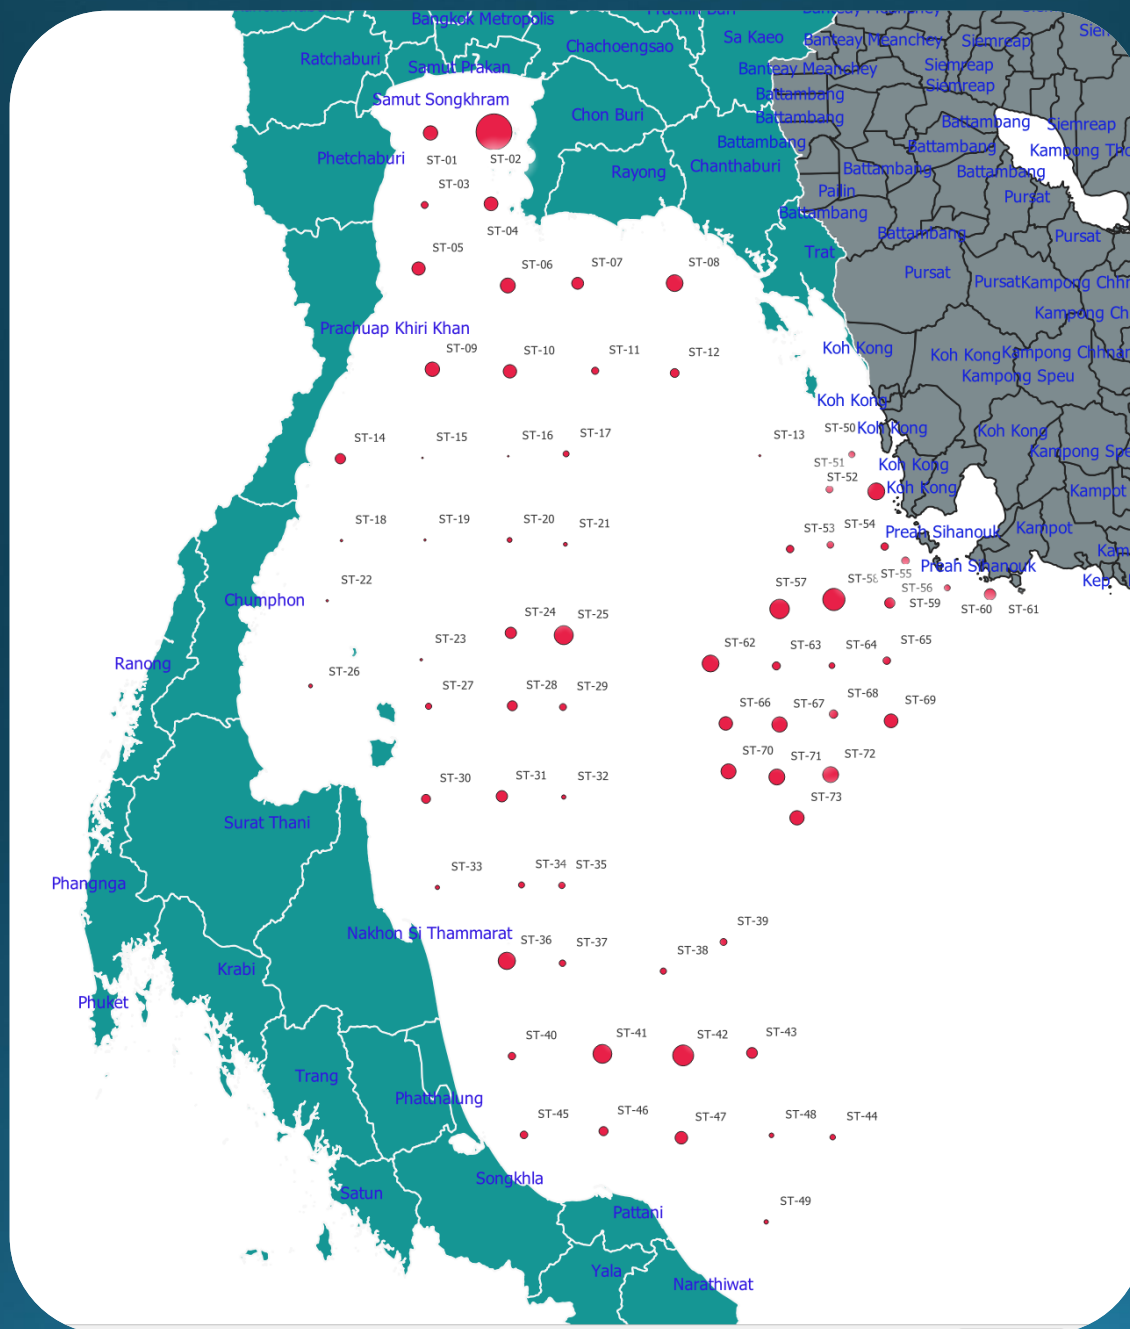 Bangkok Metropolis
Prachin Buri
Banteay Meanchey
Ratchaburi
Chachoengsao
Sa Kaeo
Banteay Meanchey
Siemreap
Samut Prakan
Banteay Meanchey
Siemreap
Samut Songkhram
Battambang
Siemreap
Chon Buri
Battambang
Battambang
Siemreap
Phetchaburi
ST-01
ST-02
Rayong
Chanthaburi
Battambang
Battambang
Battambang
Battambang
ST-03
Pailin
Pursat
ST-04
Battambang
Battambang
Pursat
ST-05
ST-06
ST-07
ST-08
Trat
Pursat
Pursat
Prachuap Khiri Khan
ST-09
ST-10
ST-11
ST-12
Koh Kong
Koh Kong
Kampong Speu
Koh Kong
ST-14
ST-15
ST-16
ST-17
ST-13
ST-50
Koh Kong
Koh Kong
ST-51
Koh Kong
ST-52
Koh Kong
Kampot
ST-18
ST-19
ST-20
ST-21
ST-53
ST-54
Preah Sihanouk
Kampot
Preah Sihanouk
ST-22
Chumphon
ST-57
ST-58
ST-55
ST-56
Kep
ST-24
ST-25
ST-59
ST-60
ST-61
ST-23
Ranong
ST-26
ST-62
ST-63
ST-64
ST-65
ST-27
ST-28
ST-29
ST-66
ST-67
ST-68
ST-69
ST-30
ST-31
ST-32
ST-70
ST-71
ST-72
ST-73
Surat Thani
ST-33
ST-34
ST-35
Phangnga
Nakhon Si Thammarat
ST-36
ST-37
ST-38
ST-39
Krabi
Phuket
ST-40
ST-41
ST-42
ST-43
Trang
Phatthalung
ST-45
ST-46
ST-47
ST-48
ST-44
Songkhla
Satun
Pattani
ST-49
Yala
Narathiwat